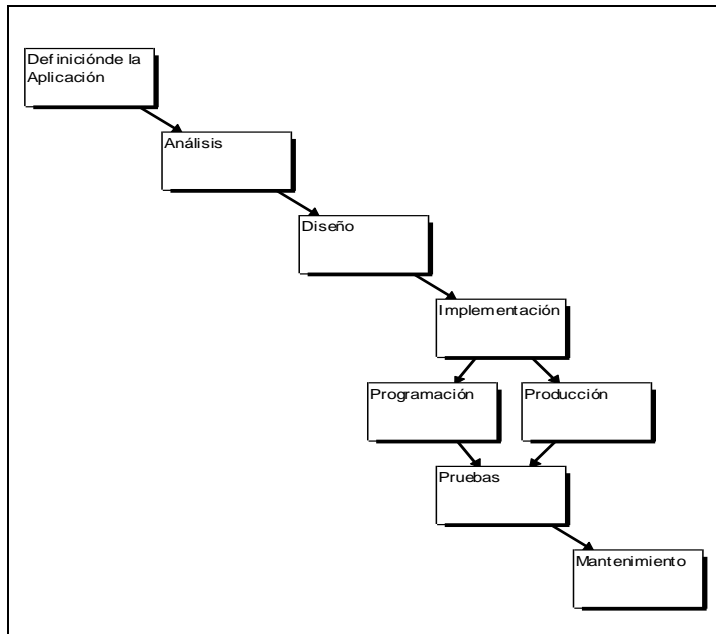 Definiciónde la
Aplicación
Análisis
Diseño
Implementación
Programación
Producción
Pruebas
Mantenimiento